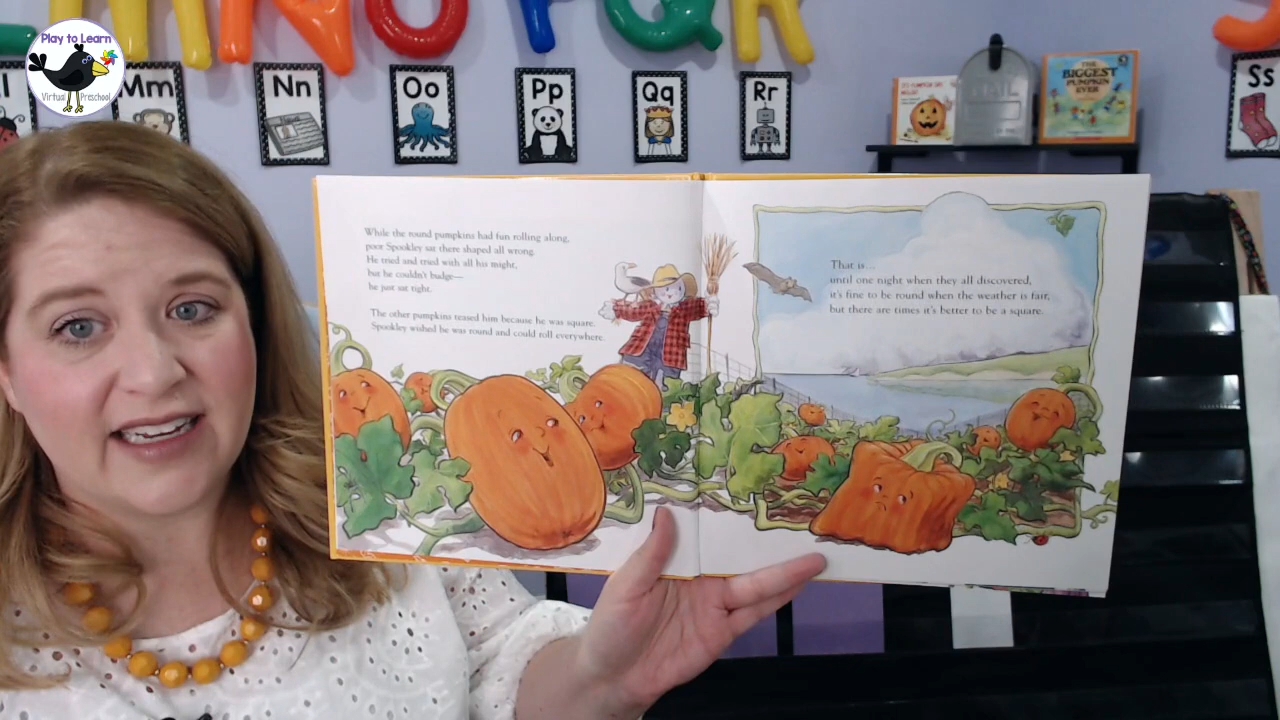 Play to Learn
Virtual Preschool
N O P Q R
Mm
Nn
Oo
Pp
Qq
Rr
Ss
MAIL
THE
BIGGEST
PUMPKIN
EVER
While the round pumpkins had fun rolling along,
poor Spookley sat there shaped all wrong.
He tried and tried with all his might,
but he couldn't budge—
he just sat tight.
The other pumpkins teased him because he was square.
Spookley wished he was round and could roll everywhere.
That is...
until one night when they all discovered,
it's fine to be round when the weather is fair,
but there are times it's better to be a square.